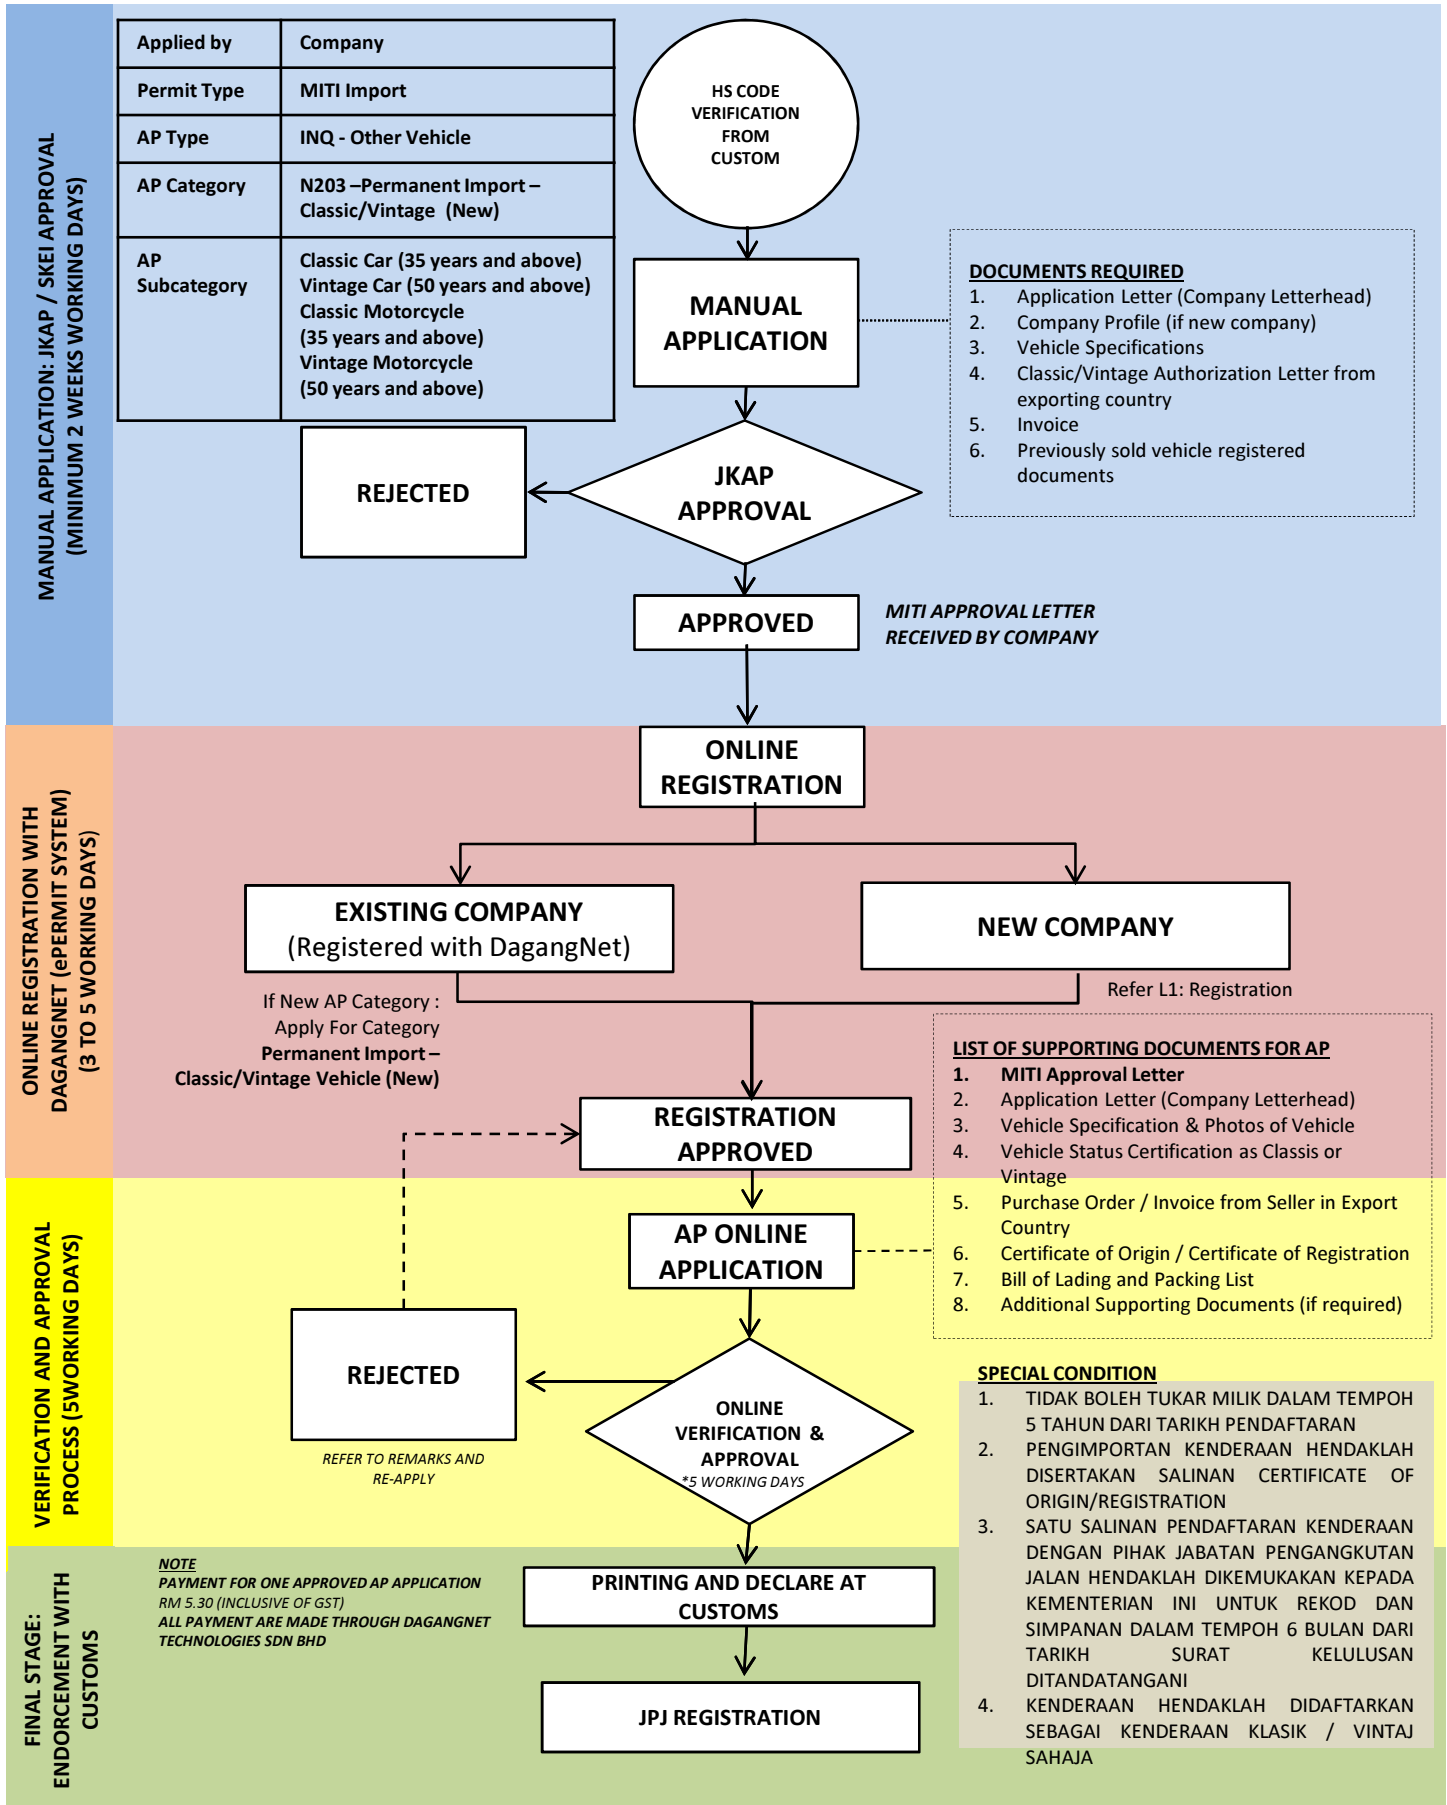 MANUAL APPLICATION: JKAP / SKEI APPROVAL
(MINIMUM 2 WEEKS WORKING DAYS)
Applied by
Company
Permit Type
MITI Import
AP Type
INQ - Other Vehicle
AP Category
N203 –Permanent Import –
Classic/Vintage (New)
AP
Subcategory
Classic Car (35 years and above)
Vintage Car (50 years and above)
Classic Motorcycle
(35 years and above)
Vintage Motorcycle
(50 years and above)
HS CODE
VERIFICATION
FROM
CUSTOM
MANUAL
APPLICATION
DOCUMENTS REQUIRED
1. Application Letter (Company Letterhead)
2. Company Profile (if new company)
3. Vehicle Specifications
4. Classic/Vintage Authorization Letter from
exporting country
5. Invoice
6. Previously sold vehicle registered
documents
REJECTED
JKAP
APPROVAL
APPROVED
MITI APPROVAL LETTER
RECEIVED BY COMPANY
ONLINE REGISTRATION WITH
DAGANGNET (ePERMIT SYSTEM)
(3 TO 5 WORKING DAYS)
ONLINE
REGISTRATION
EXISTING COMPANY
(Registered with DagangNet)
NEW COMPANY
If New AP Category :
Apply For Category
Permanent Import –
Classic/Vintage Vehicle (New)
Refer L1: Registration
REGISTRATION
APPROVED
LIST OF SUPPORTING DOCUMENTS FOR AP
1. MITI Approval Letter
2. Application Letter (Company Letterhead)
3. Vehicle Specification & Photos of Vehicle
4. Vehicle Status Certification as Classis or
Vintage
5. Purchase Order / Invoice from Seller in Export
Country
6. Certificate of Origin / Certificate of Registration
7. Bill of Lading and Packing List
8. Additional Supporting Documents (if required)
VERIFICATION AND APPROVAL
PROCESS (5WORKING DAYS)
AP ONLINE
APPLICATION
REJECTED
REFER TO REMARKS AND
RE-APPLY
ONLINE
VERIFICATION &
APPROVAL
*5 WORKING DAYS
SPECIAL CONDITION
1. TIDAK BOLEH TUKAR MILIK DALAM TEMPOH
5 TAHUN DARI TARIKH PENDAFTARAN
2. PENGIMPORTAN KENDERAAN HENDAKLAH
DISERTAKAN SALINAN CERTIFICATE OF
ORIGIN/REGISTRATION
3. SATU SALINAN PENDAFTARAN KENDERAAN
DENGAN PIHAK JABATAN PENGANGKUTAN
JALAN HENDAKLAH DIKEMUKAKAN KEPADA
KEMENTERIAN INI UNTUK REKOD DAN
SIMPANAN DALAM TEMPOH 6 BULAN DARI
TARIKH SURAT KELULUSAN
DITANDATANGANI
4. KENDERAAN HENDAKLAH DIDAFTARKAN
SEBAGAI KENDERAAN KLASIK / VINTAJ
SAHAJA
FINAL STAGE:
ENDORCEMENT WITH
CUSTOMS
NOTE
PAYMENT FOR ONE APPROVED AP APPLICATION
RM 5.30 (INCLUSIVE OF GST)
ALL PAYMENT ARE MADE THROUGH DAGANGNET
TECHNOLOGIES SDN BHD
PRINTING AND DECLARE AT
CUSTOMS
JPJ REGISTRATION